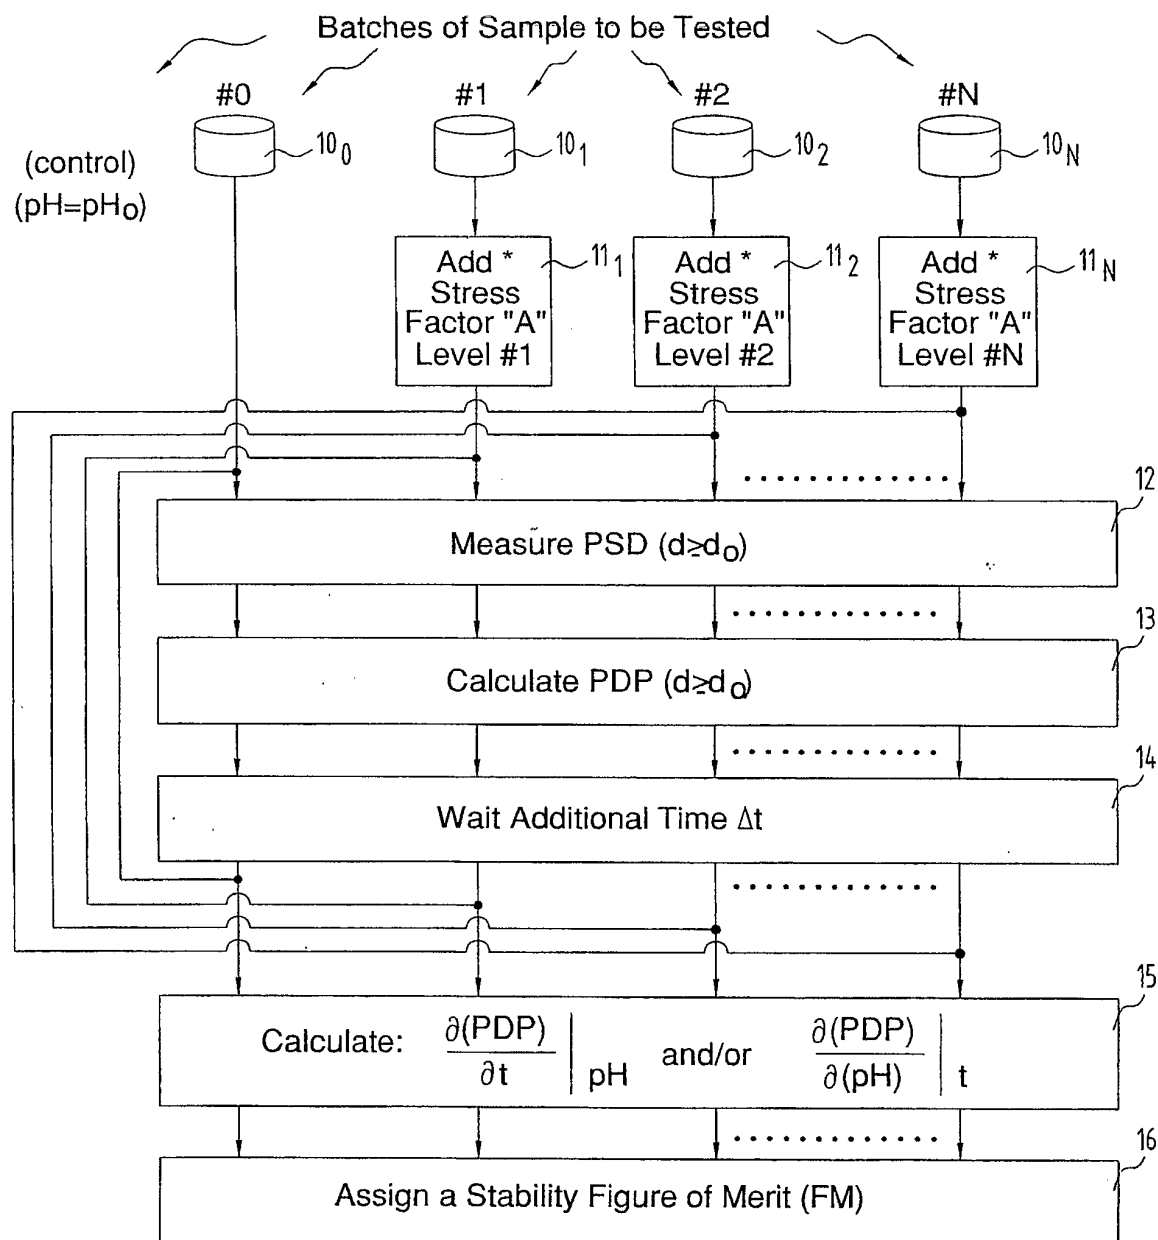 Batches of Sample to be Tested
#0 #1 #2 #N
10₀ 10₁ 10₂ 10N
(control)
(pH=pHo)
11₁ 11₂ 11N
Add * Add * Add *
Stress Stress Stress
Factor "A" Factor "A" Factor "A"
Level #1 Level #2 Level #N
12
Measure PSD (d≥do)
13
Calculate PDP (d≥do)
14
Wait Additional Time Δt
15
Calculate: ∂(PDP)/∂t | pH and/or ∂(PDP)/∂(pH) | t
16
Assign a Stability Figure of Merit (FM)